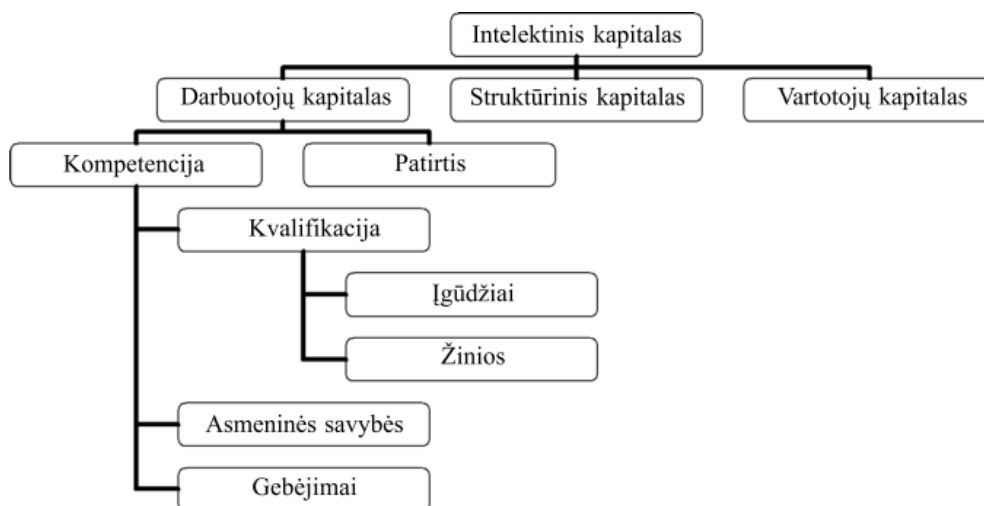 Intelektinis kapitalas
Darbuotojų kapitalas
Struktūrinis kapitalas
Vartotojų kapitalas
Kompetencija
Patirtis
Kvalifikacija
Įgūdžiai
Žinios
Asmeninės savybės
Gebėjimai